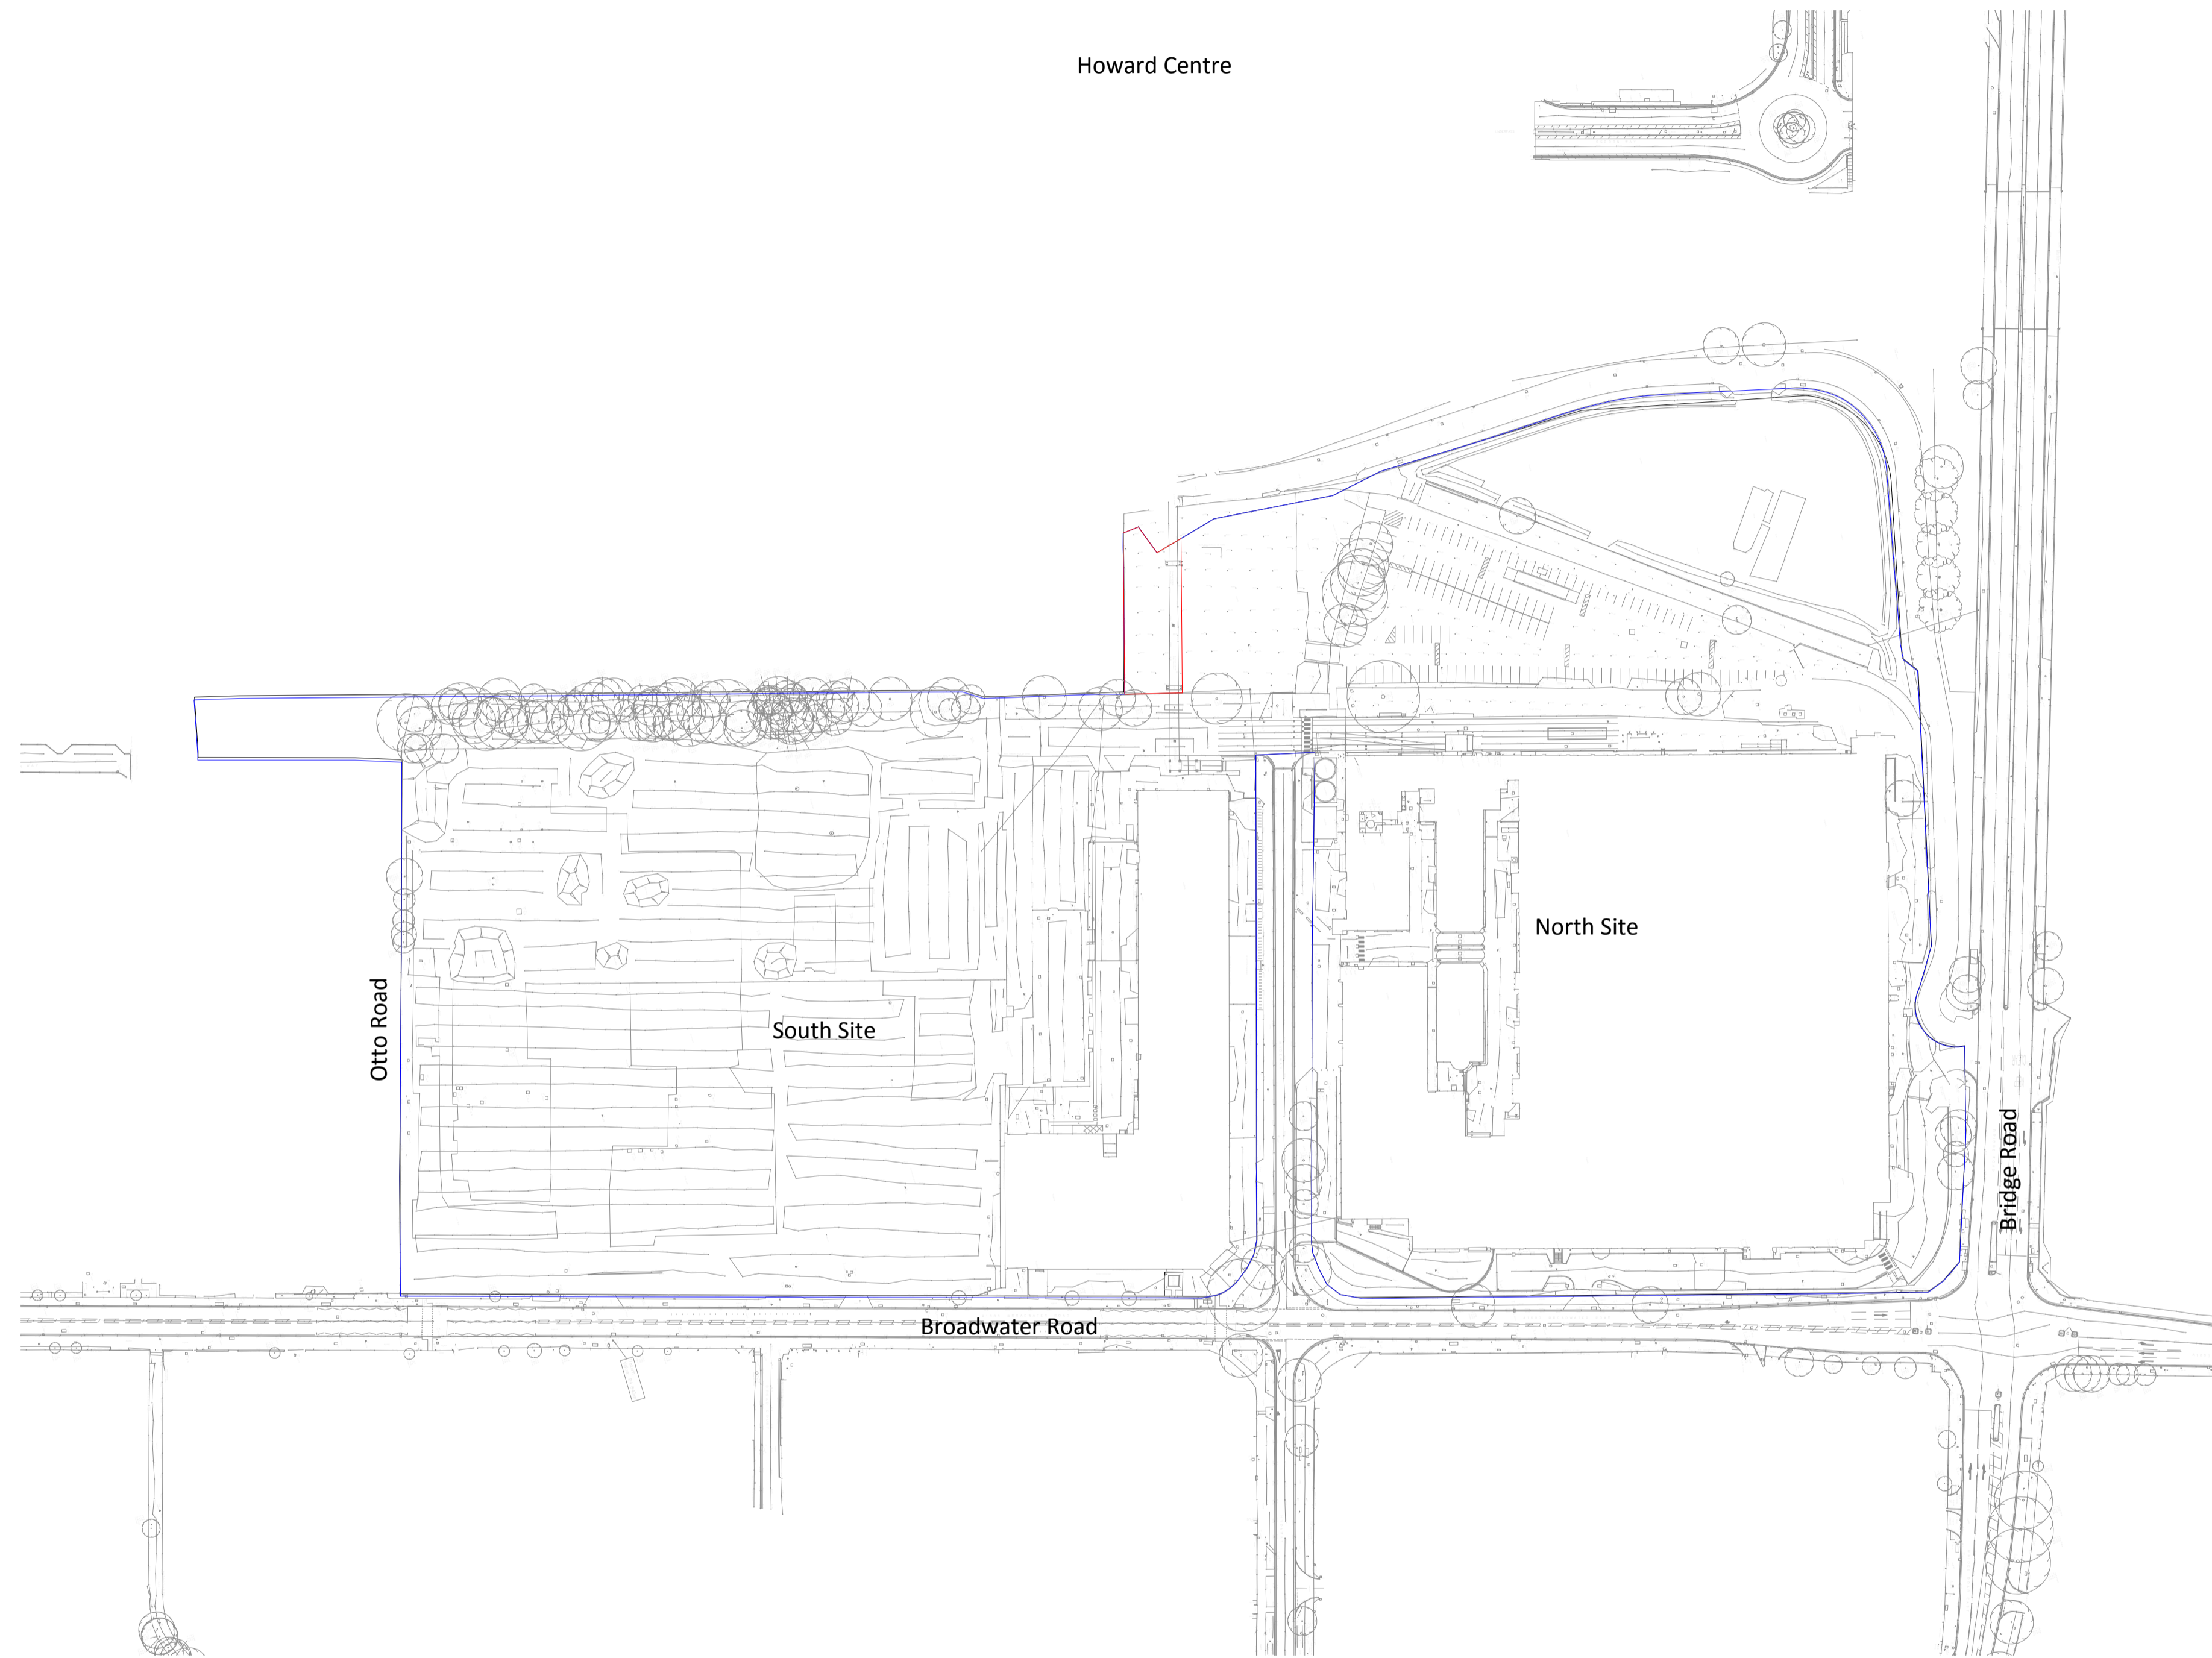 Howard Centre
North Site
South Site
Otto Road
Bridge Road
Broadwater Road